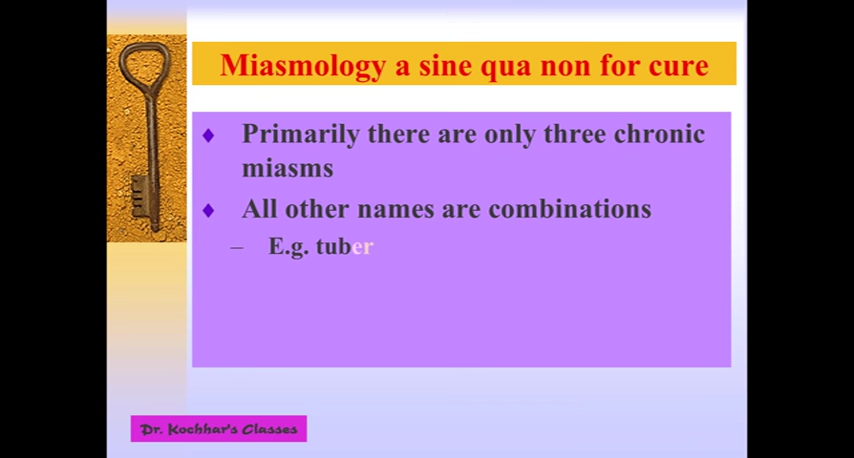 Miasmology a sine qua non for cure
♦ Primarily there are only three chronic
miasms
♦ All other names are combinations
– E.g. tuber
Dr. Kochhar's Classes